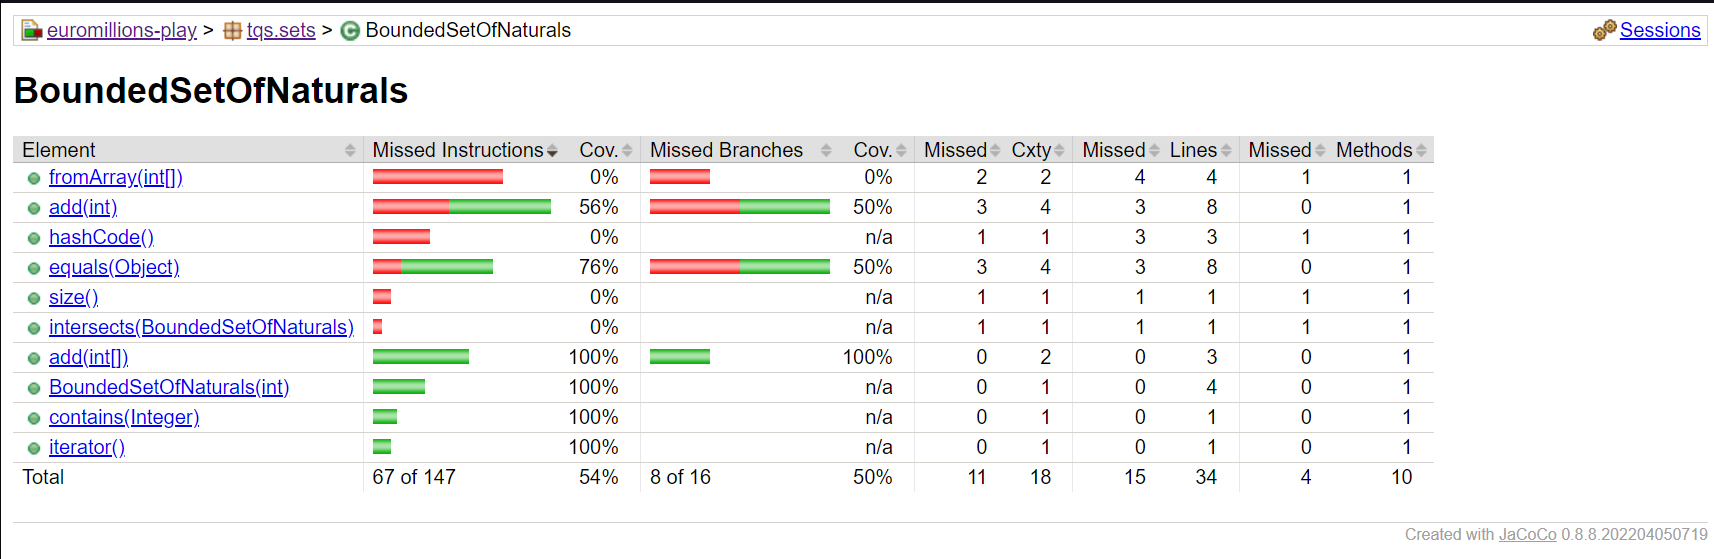 euromillions-play > tqs.sets > BoundedSetOfNaturals Sessions
BoundedSetOfNaturals
Element Missed Instructions Cov. Missed Branches Cov. Missed Cxty Missed Lines Missed Methods
fromArray(int[]) 0% 0% 2 2 4 4 1 1
add(int) 56% 50% 3 4 3 8 0 1
hashCode() 0% n/a 1 1 3 3 1 1
equals(Object) 76% 50% 3 4 3 8 0 1
size() 0% n/a 1 1 1 1 1 1
intersects(BoundedSetOfNaturals) 0% n/a 1 1 1 1 1 1
add(int[]) 100% 100% 0 2 0 3 0 1
BoundedSetOfNaturals(int) 100% n/a 0 1 0 4 0 1
contains(Integer) 100% n/a 0 1 0 1 0 1
iterator() 100% n/a 0 1 0 1 0 1
Total 67 of 147 54% 8 of 16 50% 11 18 15 34 4 10
Created with JaCoCo 0.8.8.202204050719